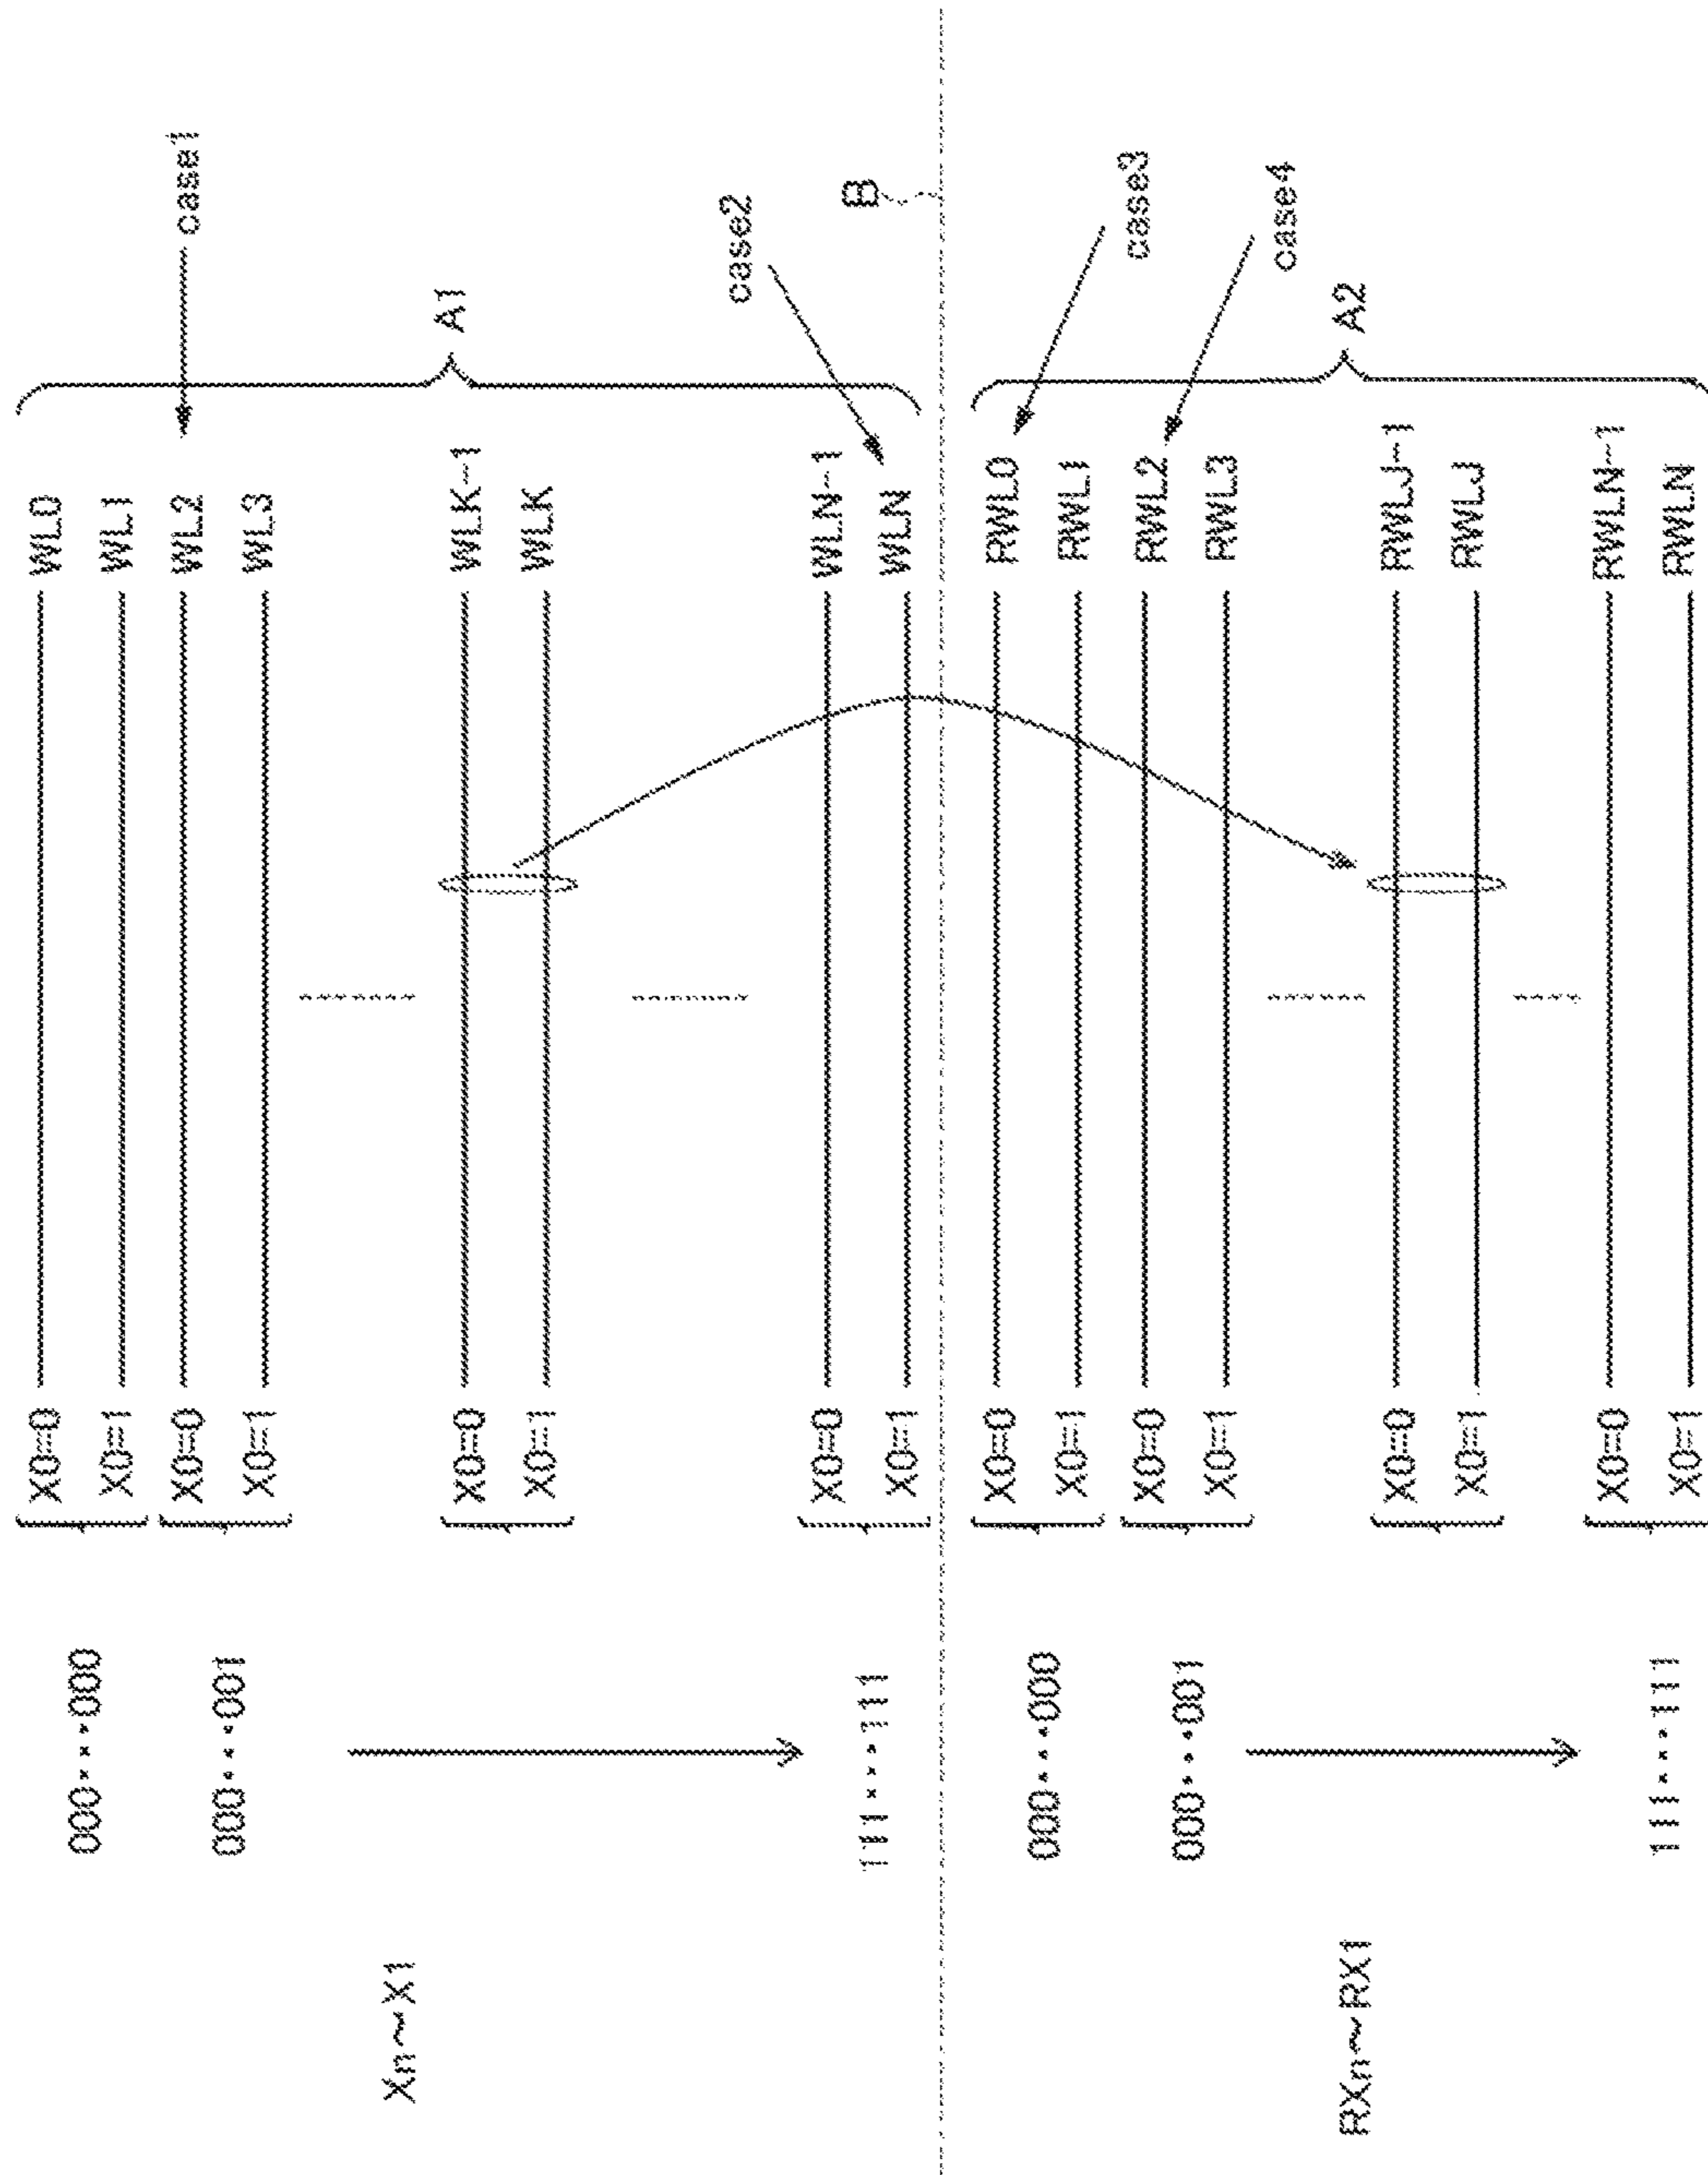 X0=0 WL0
000···000
X0=1 WL1
X0=0 WL2 case1
000···001
X0=1 WL3
Xn~X1
A1
X0=0 WLK-1
X0=1 WLK
case2
X0=0 WLN-1
111···111
B
X0=1 WLN
X0=0 RWL0
000···000
X0=1 RWL1
case3
X0=0 RWL2
000···001
X0=1 RWL3
case4
RXn~RX1
A2
X0=0 RWLJ-1
X0=1 RWLJ
X0=0 RWLN-1
111···111
X0=1 RWLN